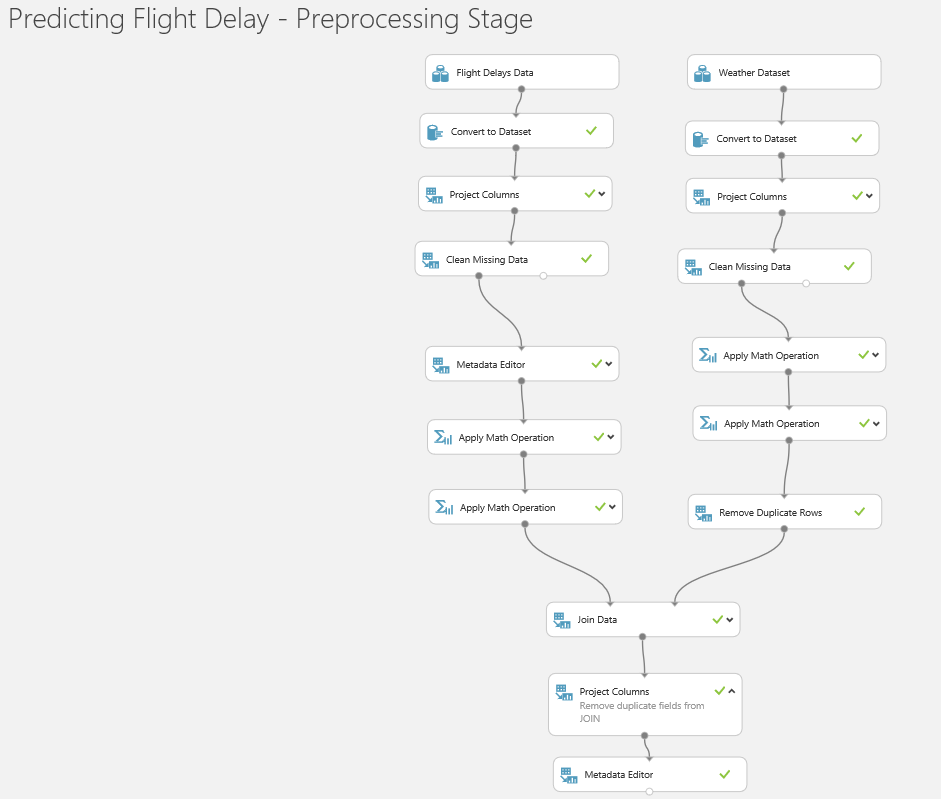 Predicting Flight Delay - Preprocessing Stage
Flight Delays Data
Weather Dataset
Convert to Dataset
Convert to Dataset
Project Columns
Project Columns
Clean Missing Data
Clean Missing Data
Metadata Editor
Apply Math Operation
Apply Math Operation
Apply Math Operation
Apply Math Operation
Remove Duplicate Rows
Join Data
Project Columns
Remove duplicate fields from
JOIN
Metadata Editor